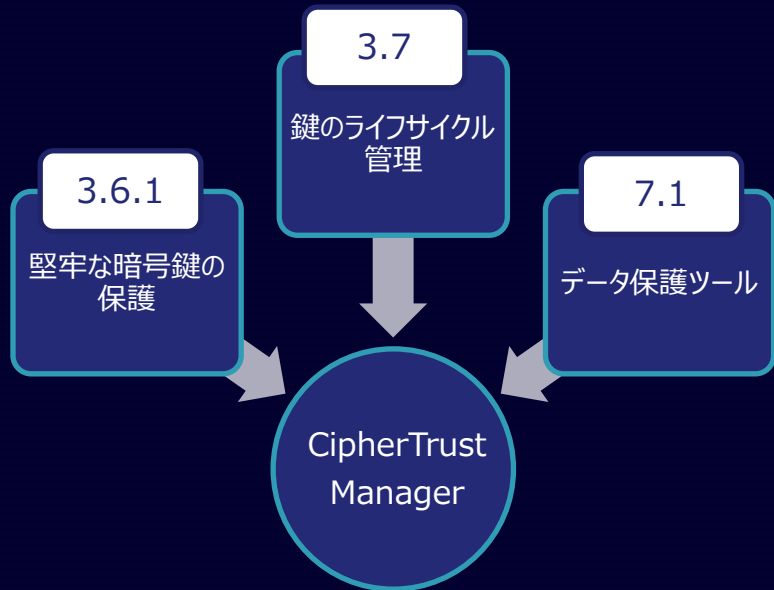 3.7
鍵のライフサイクル
管理
3.6.1
堅牢な暗号鍵の
保護
7.1
データ保護ツール
CipherTrust
Manager